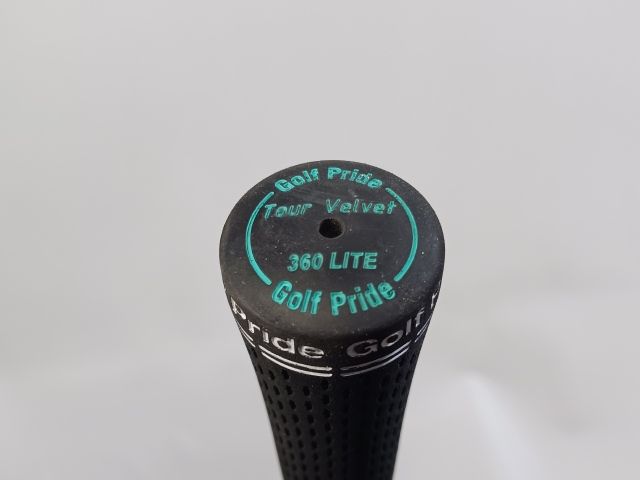 Golf Pride
Tour Velvet
360 LITE
Golf Pride
Pride Golf